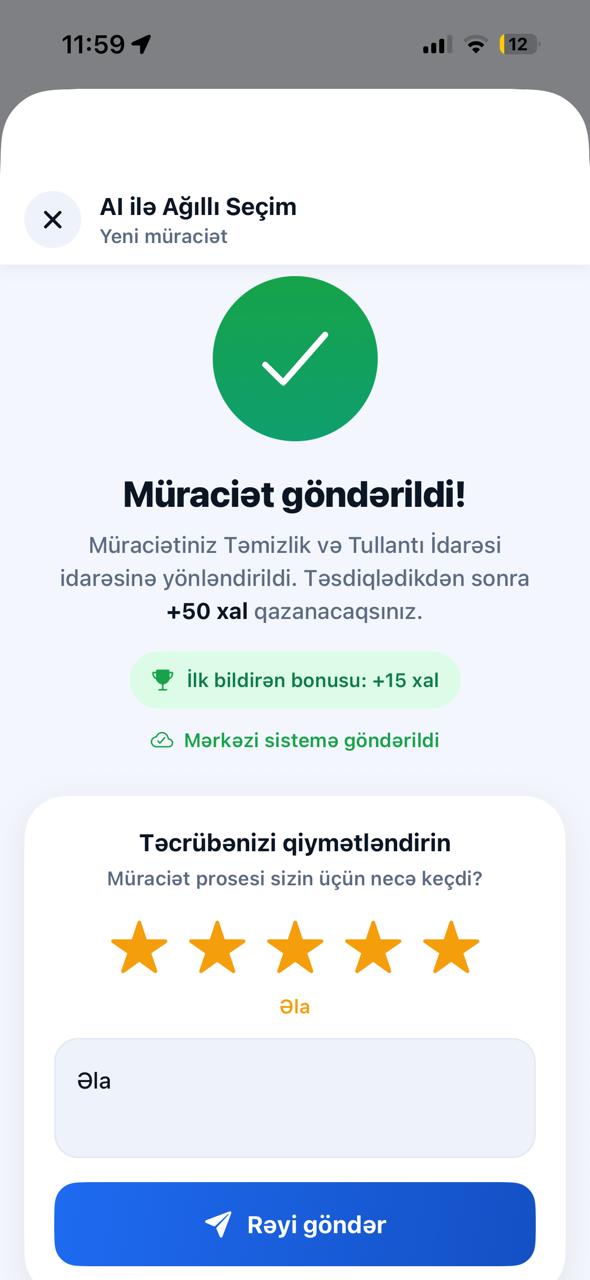 11:59
12
AI ilə Ağıllı Seçim
Yeni müraciət
Müraciət göndərildi!
Müraciətiniz Təmizlik və Tullantı İdarəsi
idarəsinə yönləndirildi. Təsdiqlədikdən sonra
+50 xal qazanacaqsınız.
İlk bildirən bonusu: +15 xal
Mərkəzi sistemə göndərildi
Təcrübənizi qiymətləndirin
Müraciət prosesi sizin üçün necə keçdi?
Əla
Əla
Rəyi göndər